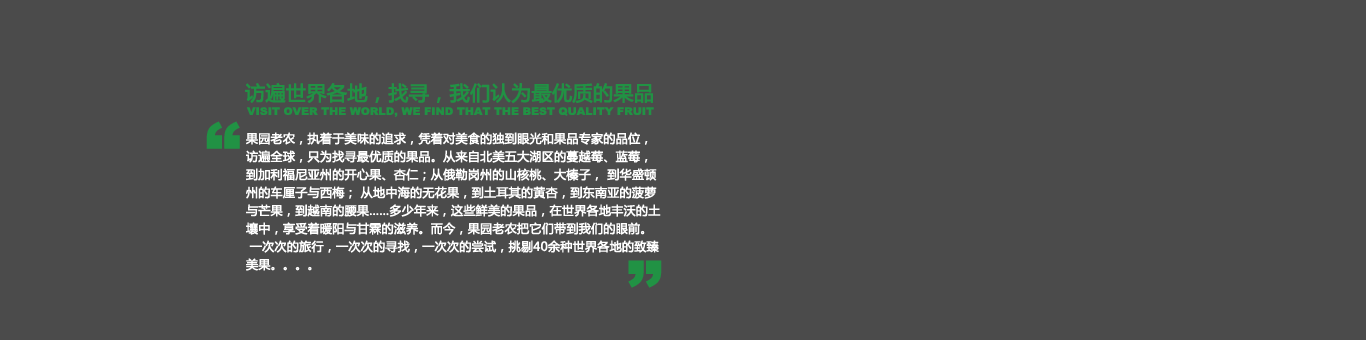 访遍世界各地，找寻，我们认为最优质的果品
VISIT OVER THE WORLD, WE FIND THAT THE BEST QUALITY FRUIT
果园老农，执着于美味的追求，凭着对美食的独到眼光和果品专家的品位，
访遍全球，只为找寻最优质的果品。从来自北美五大湖区的蔓越莓、蓝莓，
到加利福尼亚州的开心果、杏仁；从俄勒岗州的山核桃、大榛子， 到华盛顿
州的车厘子与西梅； 从地中海的无花果，到土耳其的黄杏，到东南亚的菠萝
与芒果，到越南的腰果......多少年来，这些鲜美的果品，在世界各地丰沃的土
壤中，享受着暖阳与甘霖的滋养。而今，果园老农把它们带到我们的眼前。
一次次的旅行，一次次的寻找，一次次的尝试，挑剔40余种世界各地的致臻
美果。。。。